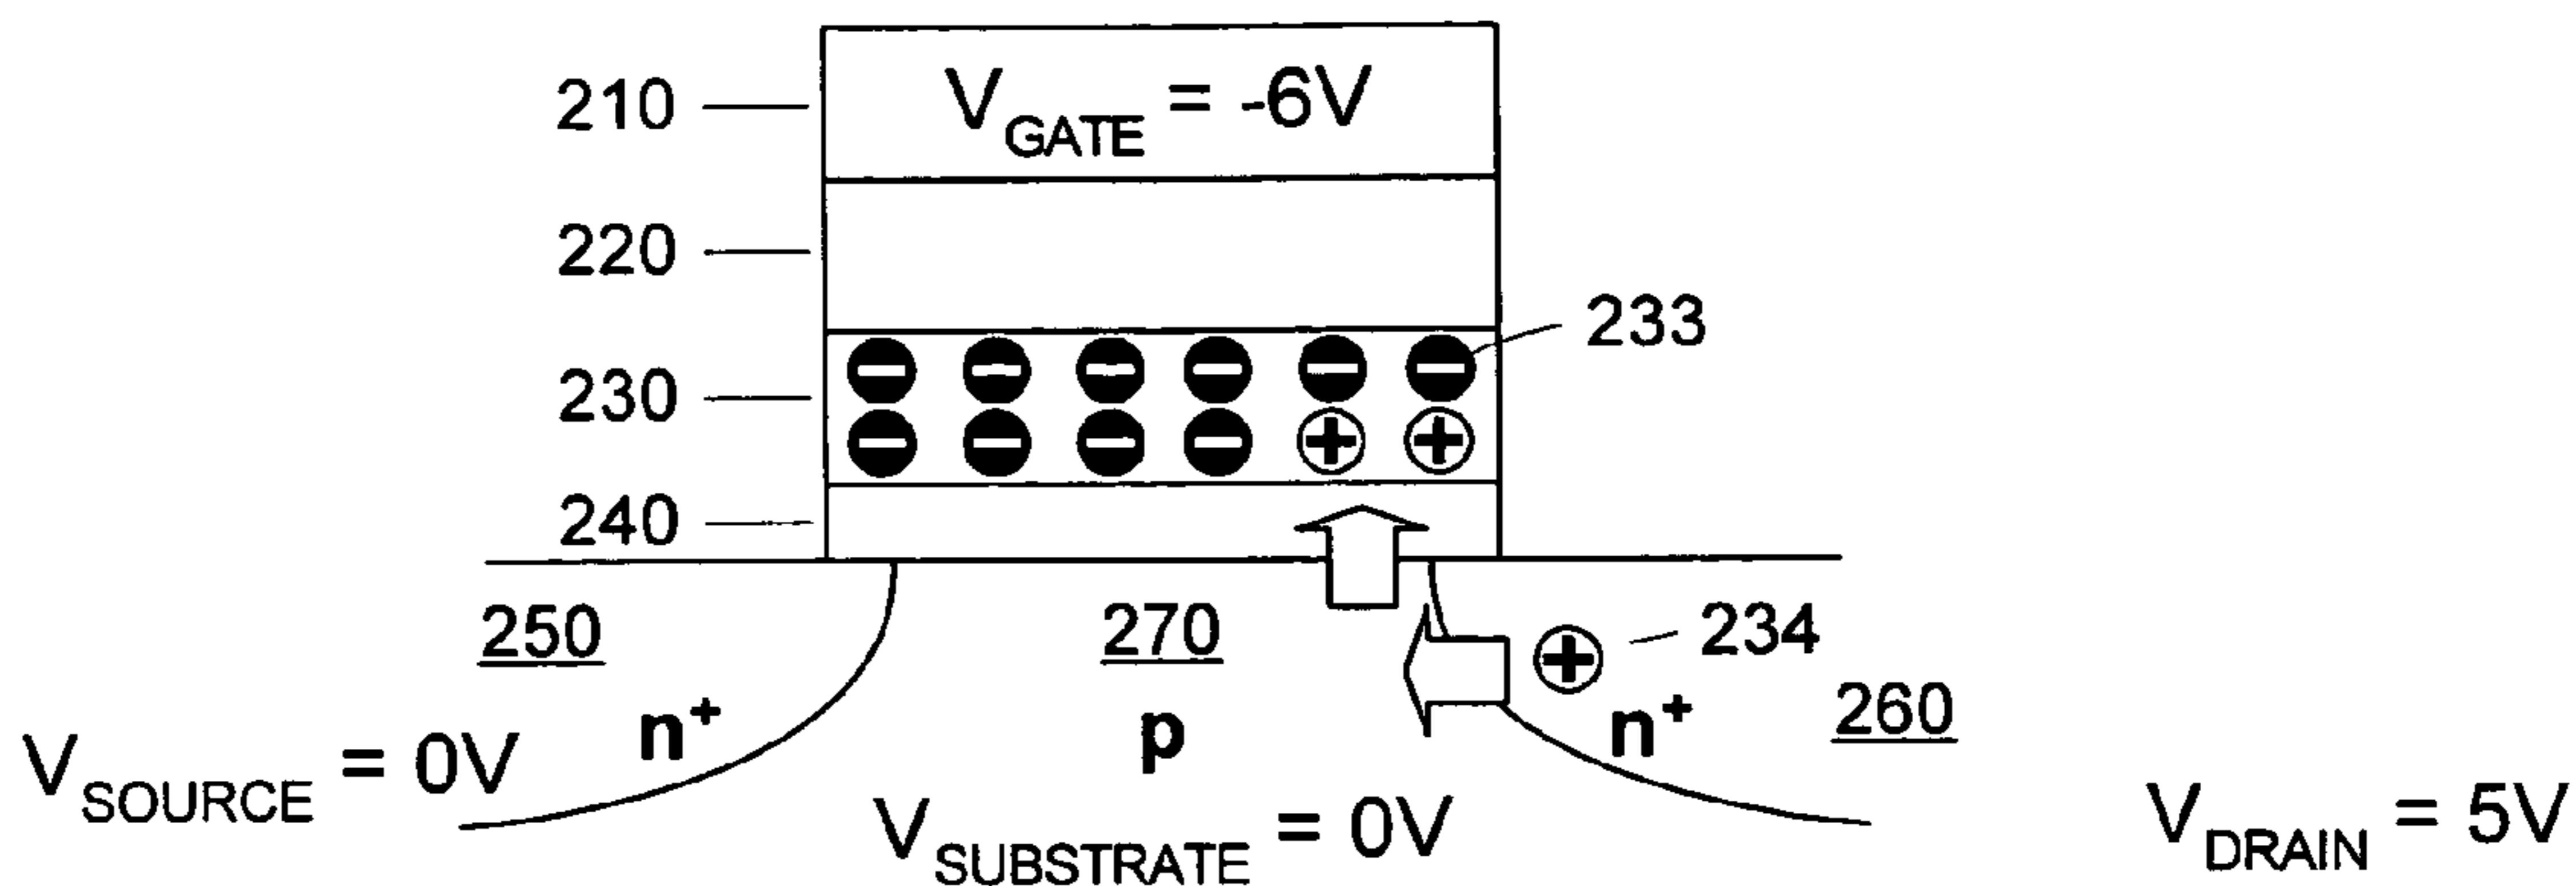 210
V_GATE = -6V
220
233
230
240
250
270
234
n+
p
n+
260
V_SOURCE = 0V
V_SUBSTRATE = 0V
V_DRAIN = 5V